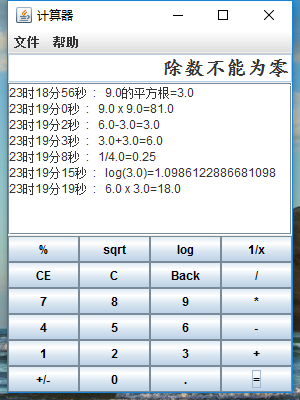 计算器
文件 帮助
除数不能为零
23时18分56秒 : 9.0的平方根=3.0
23时19分0秒 : 9.0 x 9.0=81.0
23时19分2秒 : 6.0-3.0=3.0
23时19分3秒 : 3.0+3.0=6.0
23时19分8秒 : 1/4.0=0.25
23时19分15秒 : log(3.0)=1.0986122886681098
23时19分19秒 : 6.0 x 3.0=18.0
% sqrt log 1/x
CE C Back /
7 8 9 *
4 5 6 -
1 2 3 +
+/- 0 . =